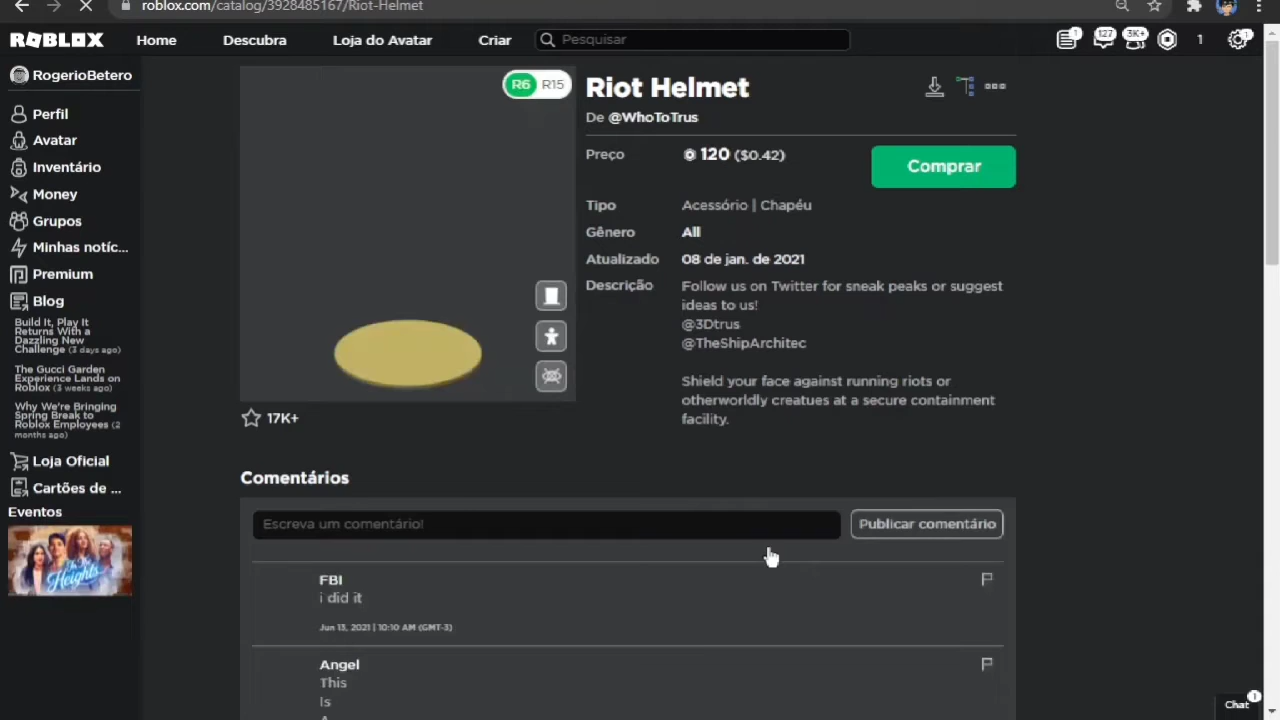 roblox.com/catalog/3928485167/Riot-Helmet
ROBLOX Home Descubra Loja do Avatar Criar Pesquisar 1 127 3K+ 1 1
RogerioBetero
Perfil
Avatar
Inventário
Money
Grupos
Minhas notíc...
Premium
Blog
Build It, Play It
Returns With a
Dazzling New
Challenge (3 days ago)
The Gucci Garden
Experience Lands on
Roblox (3 weeks ago)
Why We're Bringing
Spring Break to
Roblox Employees (2
months ago)
Loja Oficial
Cartões de ...
Eventos
In The
Heights
R6 R15
17K+
Riot Helmet
De @WhoToTrus
Preço 120 ($0.42)
Comprar
Tipo Acessório | Chapéu
Gênero All
Atualizado 08 de jan. de 2021
Descrição Follow us on Twitter for sneak peaks or suggest
ideas to us!
@3Dtrus
@TheShipArchitec
Shield your face against running riots or
otherworldly creatues at a secure containment
facility.
Comentários
Escreva um comentário! Publicar comentário
FBI
i did it
Jun 13, 2021 | 10:10 AM (GMT-3)
Angel
This
Is
A
Chat 1